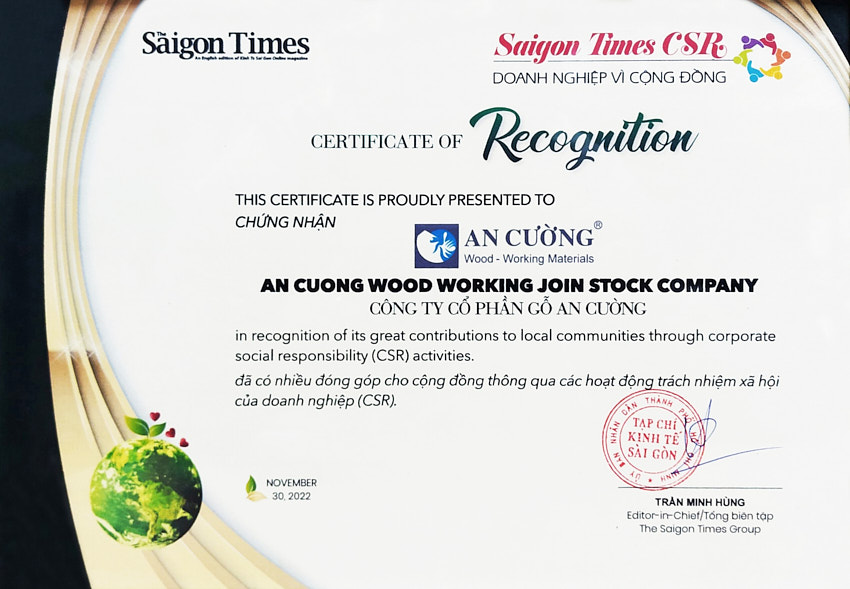 The Saigon Times
An English edition of Kinh Te Sai Gon Online magazine
Saigon Times CSR
DOANH NGHIỆP VÌ CỘNG ĐỒNG
CERTIFICATE OF Recognition
THIS CERTIFICATE IS PROUDLY PRESENTED TO
CHỨNG NHẬN
AN CƯỜNG®
Wood - Working Materials
AN CUONG WOOD WORKING JOIN STOCK COMPANY
CÔNG TY CỔ PHẦN GỖ AN CƯỜNG
in recognition of its great contributions to local communities through corporate
social responsibility (CSR) activities.
đã có nhiều đóng góp cho cộng đồng thông qua các hoạt động trách nhiệm xã hội
của doanh nghiệp (CSR).
ỦY BAN NHÂN DÂN THÀNH PHỐ HỒ CHÍ MINH
TẠP CHÍ
KINH TẾ
SÀI GÒN
NOVEMBER
30, 2022
TRẦN MINH HÙNG
Editor-in-Chief/Tổng biên tập
The Saigon Times Group